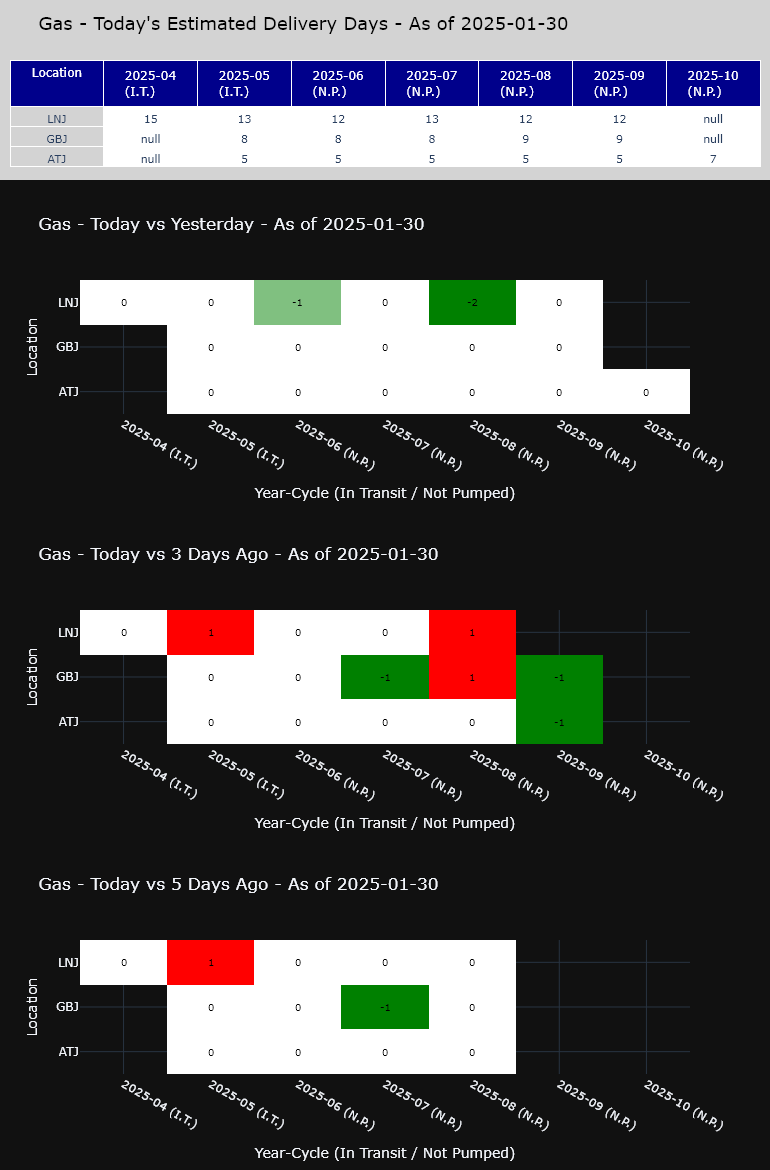 Gas - Today's Estimated Delivery Days - As of 2025-01-30
Location 2025-04 (I.T.) 2025-05 (I.T.) 2025-06 (N.P.) 2025-07 (N.P.) 2025-08 (N.P.) 2025-09 (N.P.) 2025-10 (N.P.)
LNJ 15 13 12 13 12 12 null
GBJ null 8 8 8 9 9 null
ATJ null 5 5 5 5 5 7
Gas - Today vs Yesterday - As of 2025-01-30
Location
LNJ 0 0 -1 0 -2 0
GBJ 0 0 0 0 0
ATJ 0 0 0 0 0 0
2025-04 (I.T.) 2025-05 (I.T.) 2025-06 (N.P.) 2025-07 (N.P.) 2025-08 (N.P.) 2025-09 (N.P.) 2025-10 (N.P.)
Year-Cycle (In Transit / Not Pumped)
Gas - Today vs 3 Days Ago - As of 2025-01-30
Location
LNJ 0 1 0 0 1
GBJ 0 0 -1 1 -1
ATJ 0 0 0 0 -1
2025-04 (I.T.) 2025-05 (I.T.) 2025-06 (N.P.) 2025-07 (N.P.) 2025-08 (N.P.) 2025-09 (N.P.) 2025-10 (N.P.)
Year-Cycle (In Transit / Not Pumped)
Gas - Today vs 5 Days Ago - As of 2025-01-30
Location
LNJ 0 1 0 0 0
GBJ 0 0 -1 0
ATJ 0 0 0 0
2025-04 (I.T.) 2025-05 (I.T.) 2025-06 (N.P.) 2025-07 (N.P.) 2025-08 (N.P.) 2025-09 (N.P.) 2025-10 (N.P.)
Year-Cycle (In Transit / Not Pumped)